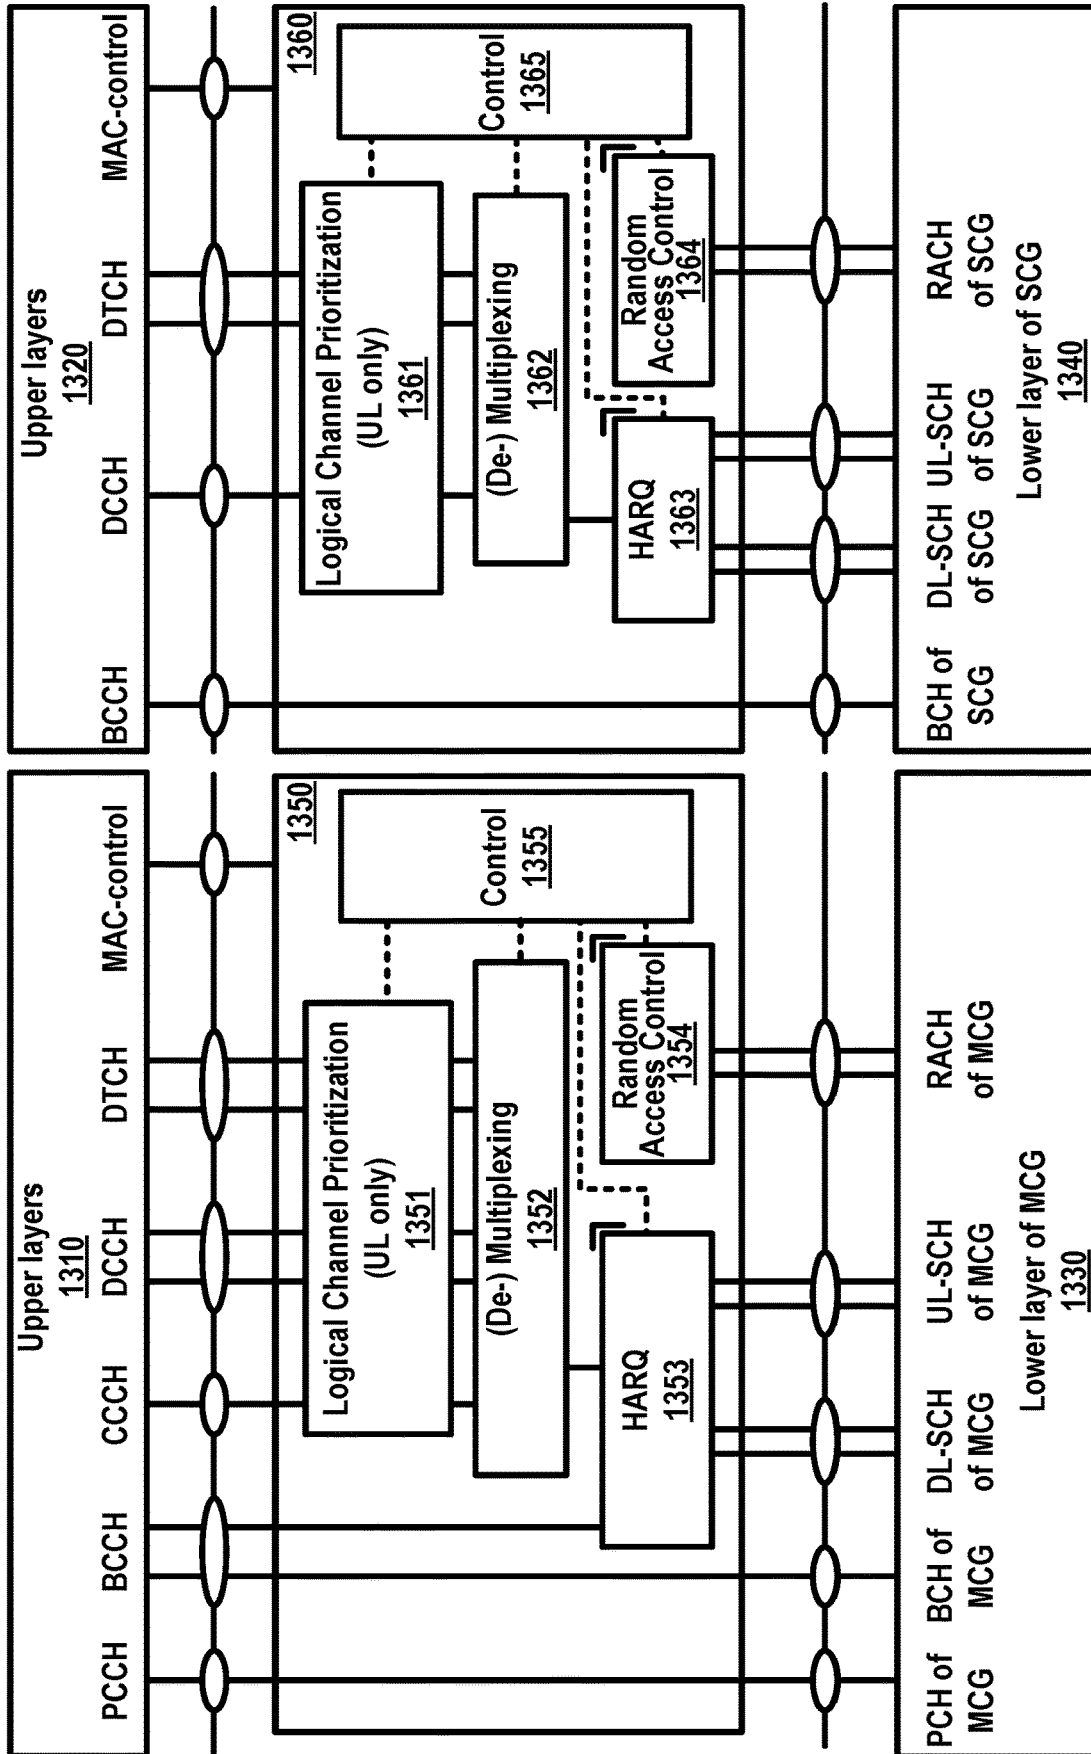 Upper layers
1310
PCCH
BCCH
CCCH
DCCH
DTCH
MAC-control
1350
Logical Channel Prioritization
(UL only)
1351
(De-) Multiplexing
1352
HARQ
1353
Random
Access Control
1354
Control
1355
PCH of
MCG
BCH of
MCG
DL-SCH
of MCG
UL-SCH
of MCG
RACH
of MCG
Lower layer of MCG
1330
Upper layers
1320
BCCH
DCCH
DTCH
MAC-control
1360
Logical Channel Prioritization
(UL only)
1361
(De-) Multiplexing
1362
HARQ
1363
Random
Access Control
1364
Control
1365
BCH of
SCG
DL-SCH
of SCG
UL-SCH
of SCG
RACH
of SCG
Lower layer of SCG
1340